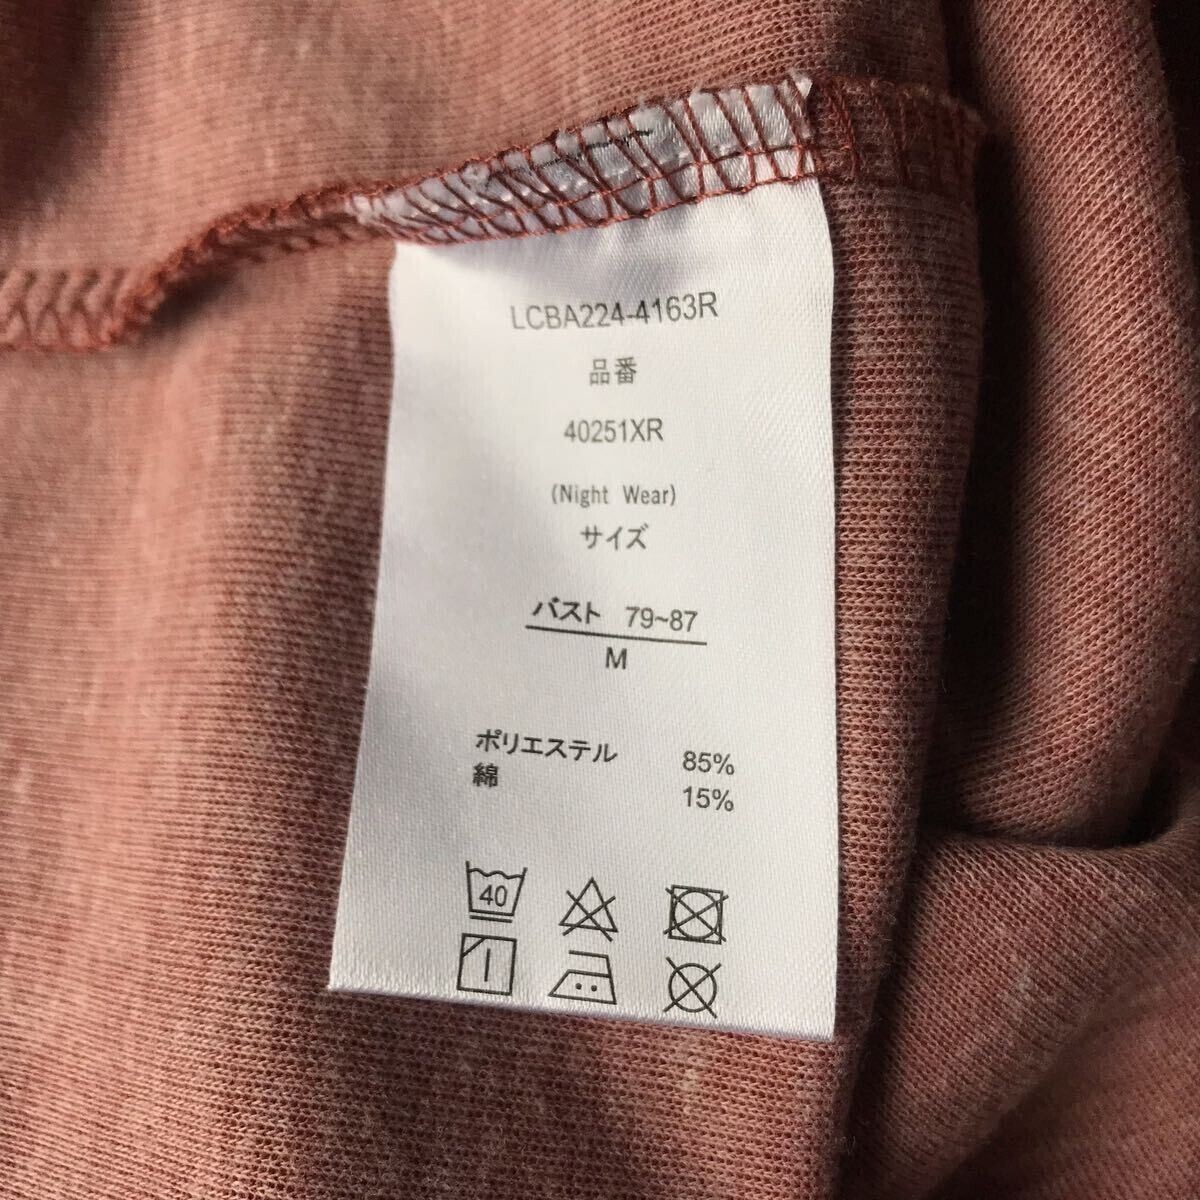 LCBA224-4163R
品番
40251XR
(Night Wear)
サイズ
バスト 79~87
M
ポリエステル 85%
綿 15%
40